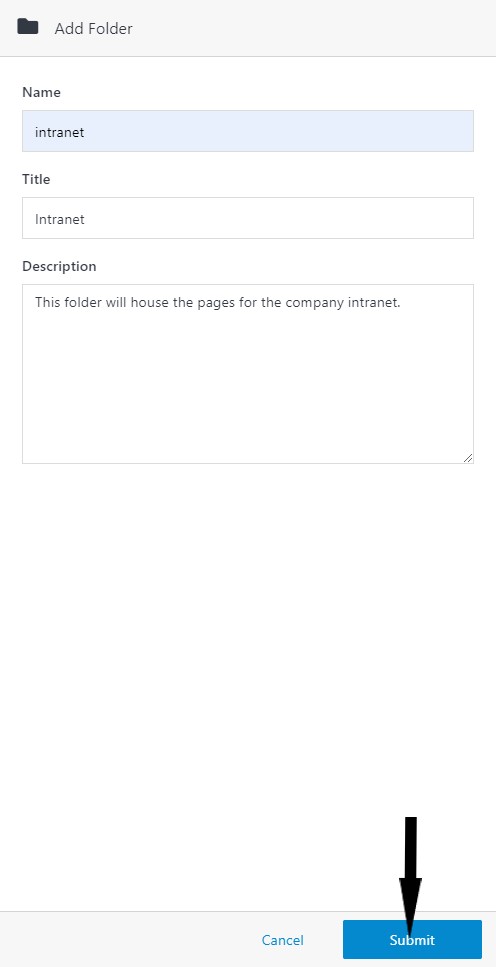 Add Folder
Name
intranet
Title
Intranet
Description
This folder will house the pages for the company intranet.
Cancel
Submit